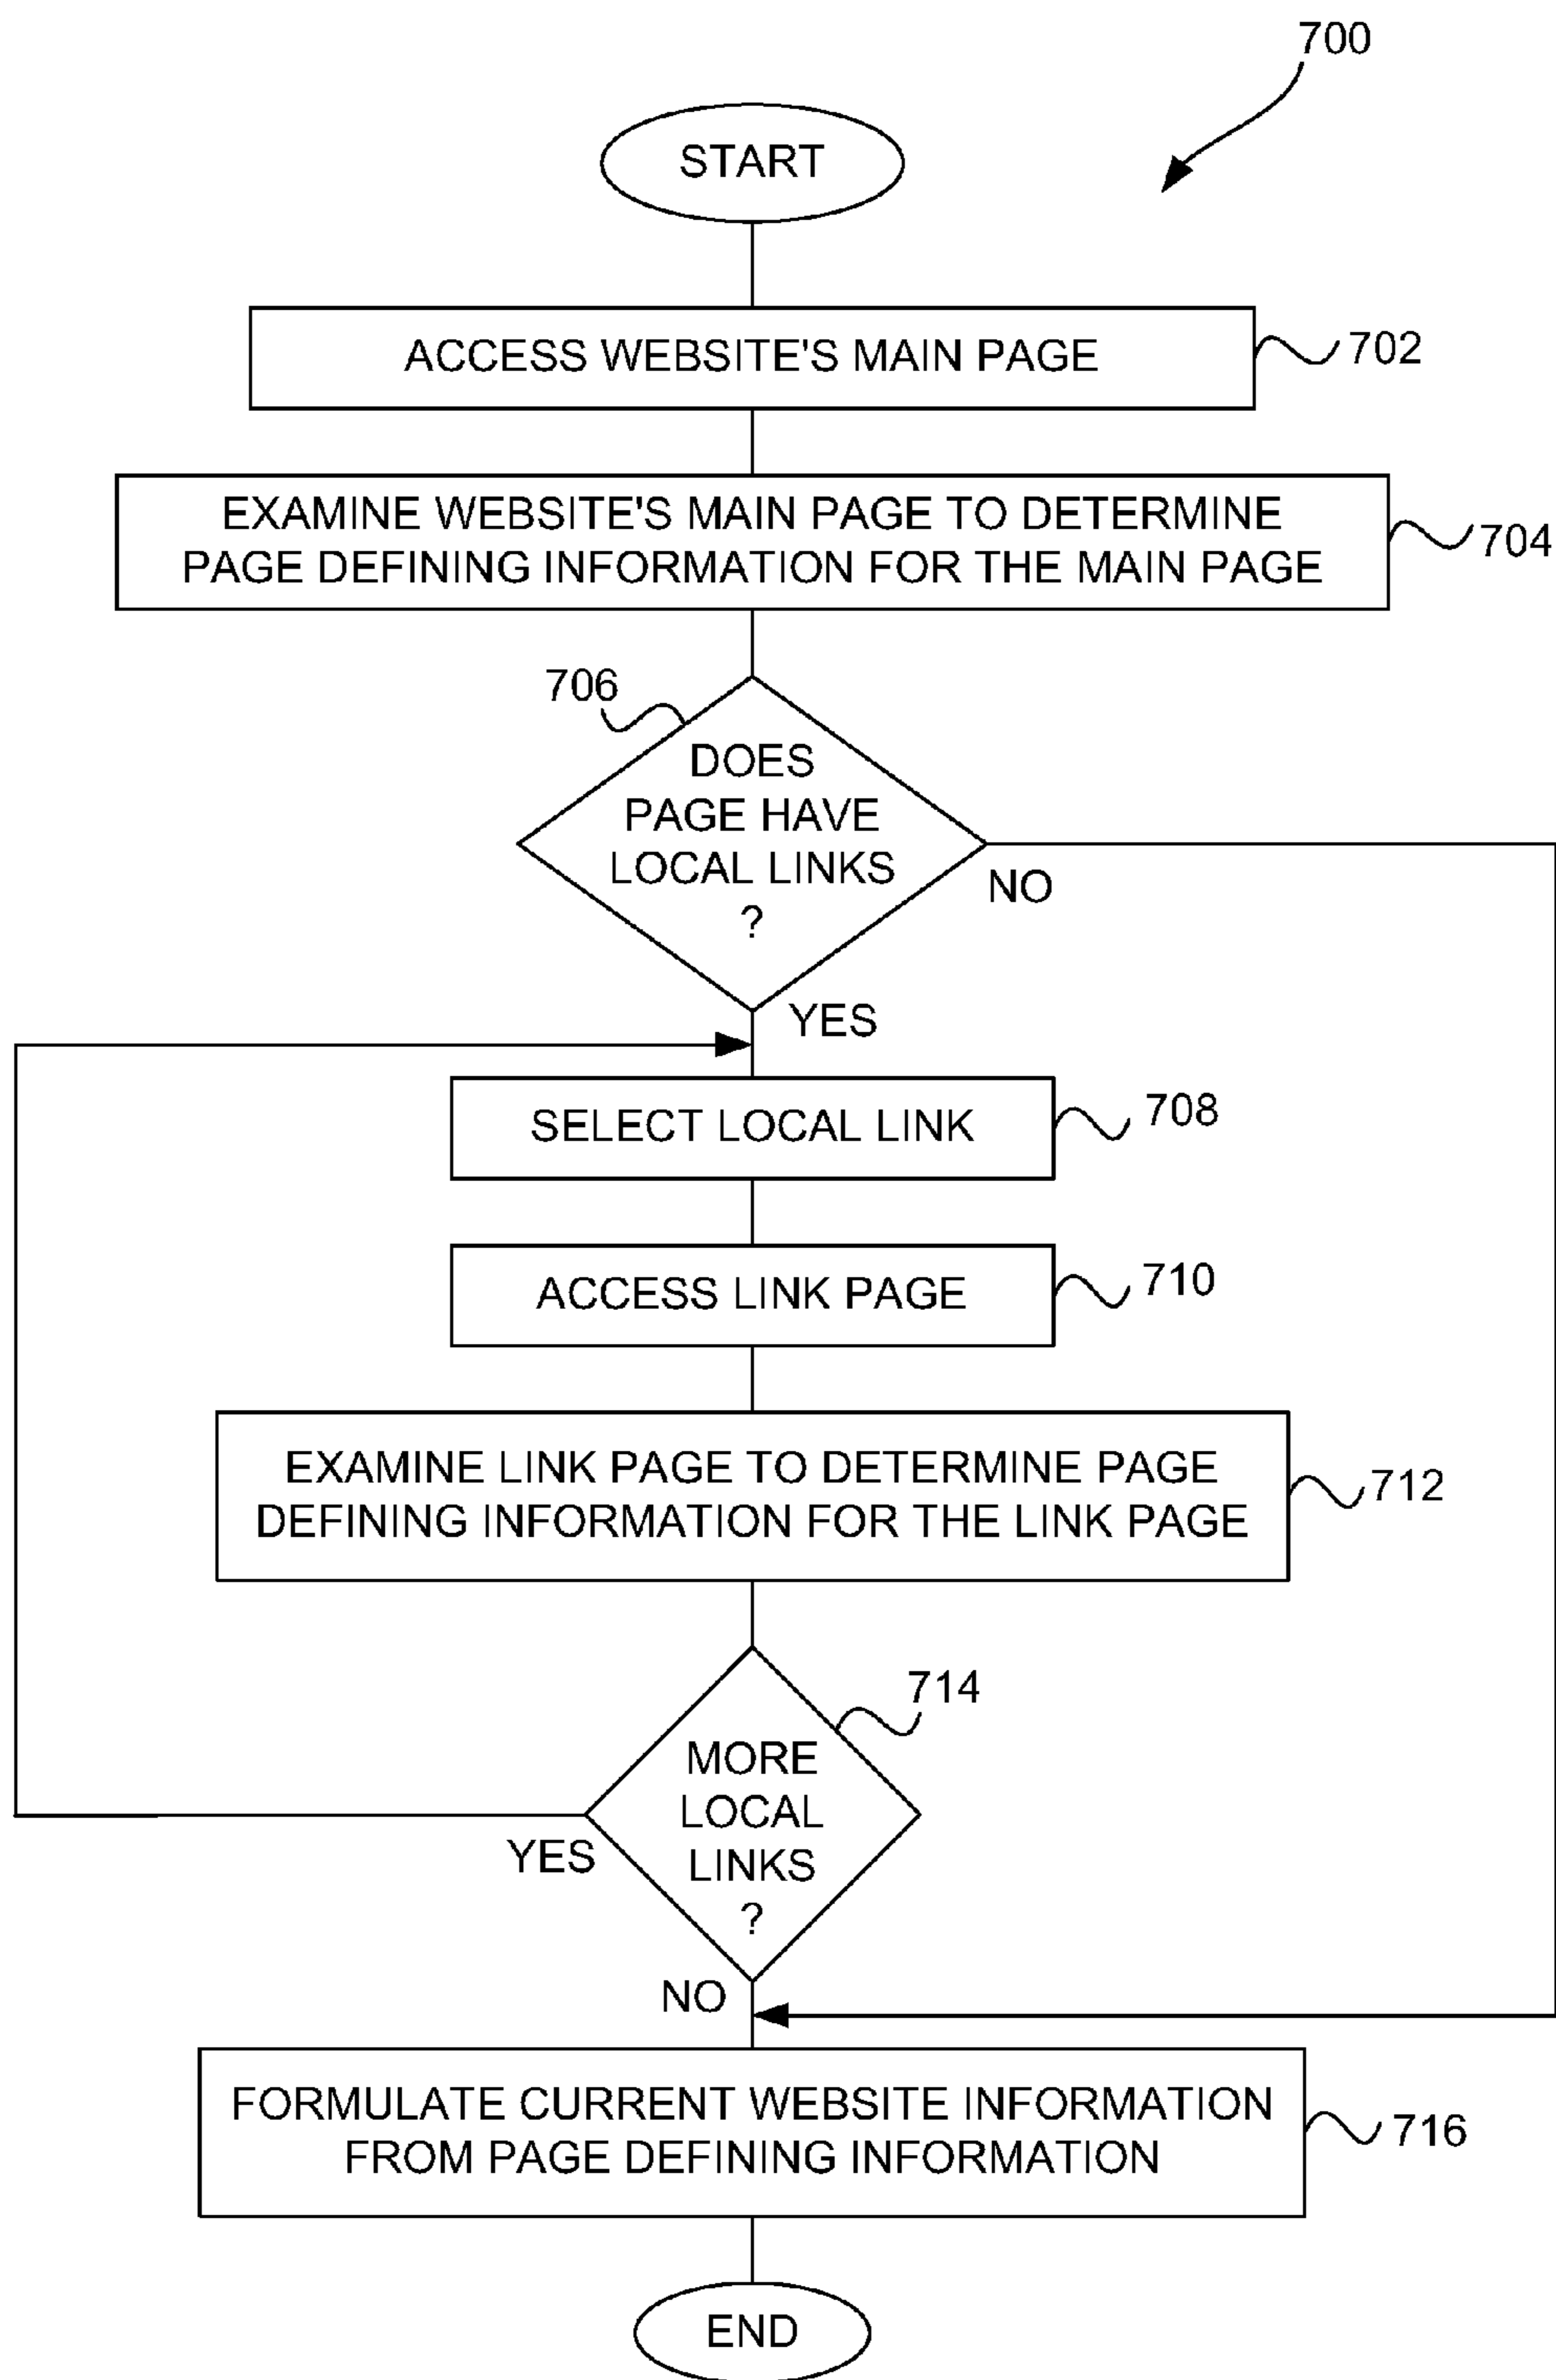 700
START
ACCESS WEBSITE'S MAIN PAGE
702
EXAMINE WEBSITE'S MAIN PAGE TO DETERMINE
PAGE DEFINING INFORMATION FOR THE MAIN PAGE
704
706
DOES
PAGE HAVE
LOCAL LINKS
?
NO
YES
SELECT LOCAL LINK
708
ACCESS LINK PAGE
710
EXAMINE LINK PAGE TO DETERMINE PAGE
DEFINING INFORMATION FOR THE LINK PAGE
712
714
MORE
LOCAL
LINKS
?
YES
NO
FORMULATE CURRENT WEBSITE INFORMATION
FROM PAGE DEFINING INFORMATION
716
END